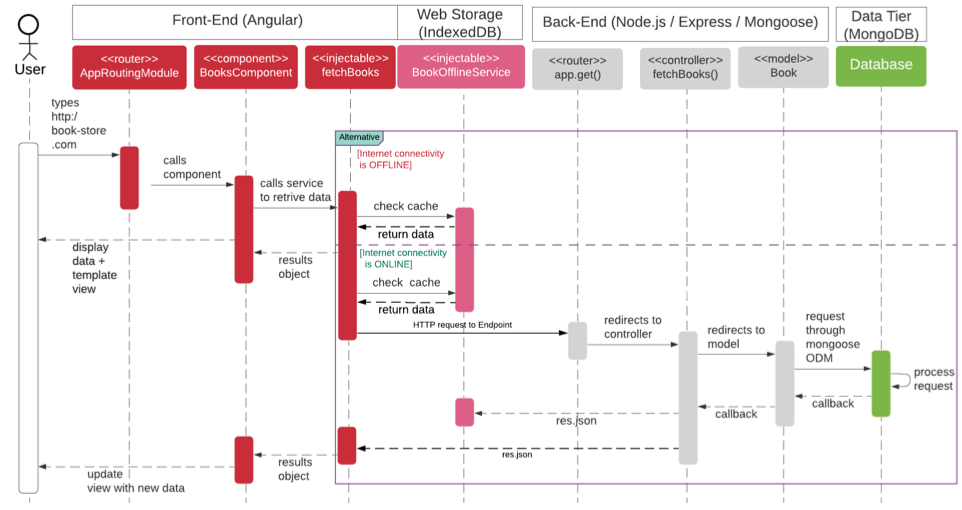 Front-End (Angular)
Web Storage
(IndexedDB)
Back-End (Node.js / Express / Mongoose)
Data Tier
(MongoDB)
User
<<router>>
AppRoutingModule
<<component>>
BooksComponent
<<injectable>>
fetchBooks
<<injectable>>
BookOfflineService
<<router>>
app.get()
<<controller>>
fetchBooks()
<<model>>
Book
Database
types
http:/
book-store
.com
Alternative
[Internet connectivity
is OFFLINE]
calls
component
calls service
to retrive data
check cache
return data
display
data +
template
view
results
object
[Internet connectivity
is ONLINE]
check cache
return data
HTTP request to Endpoint
redirects to
controller
redirects to
model
request
through
mongoose
ODM
process
request
callback
callback
res.json
res.json
results
object
update
view with new data